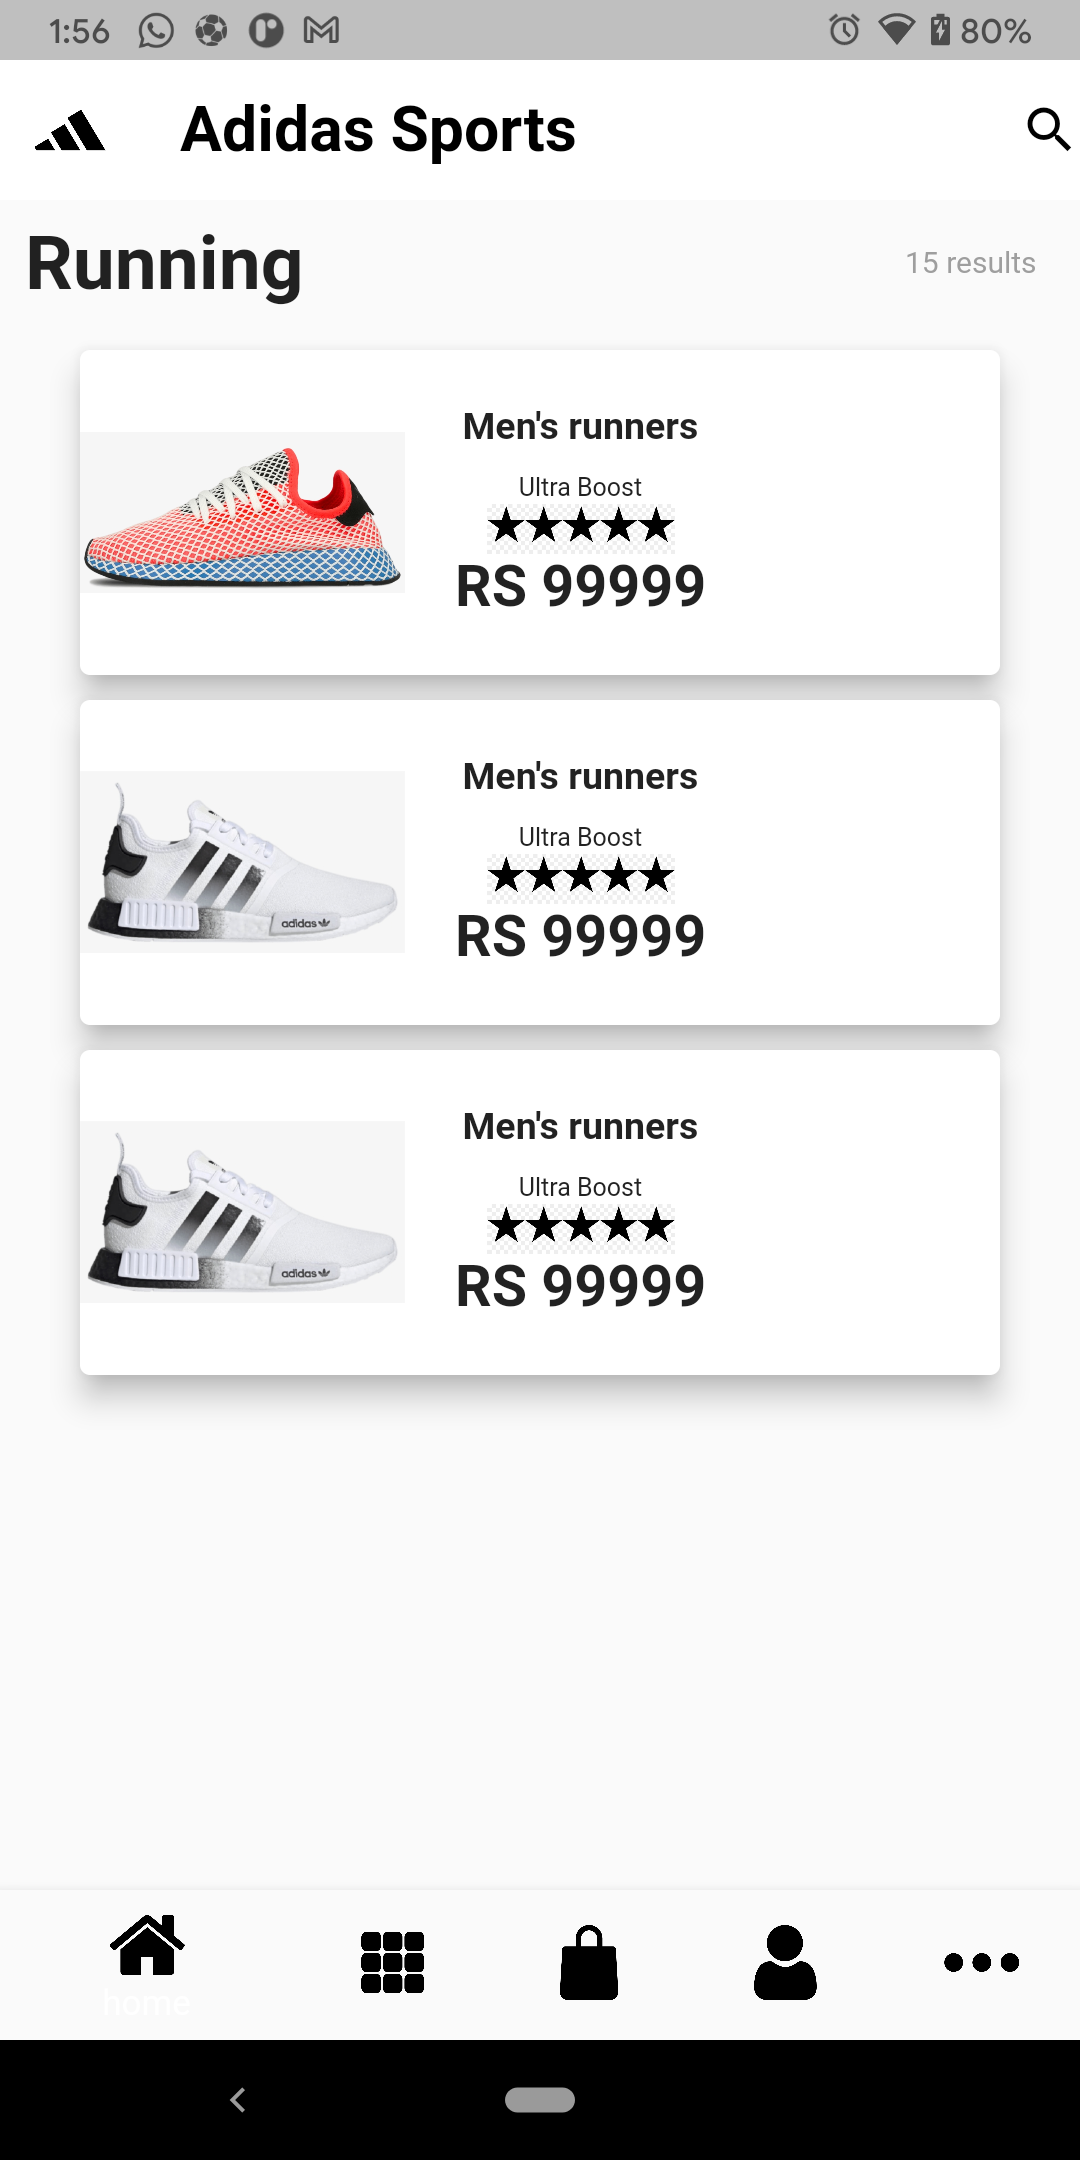 1:56 80%
Adidas Sports
Running 15 results
Men's runners
Ultra Boost
RS 99999
Men's runners
Ultra Boost
RS 99999
adidas
Men's runners
Ultra Boost
RS 99999
adidas
home